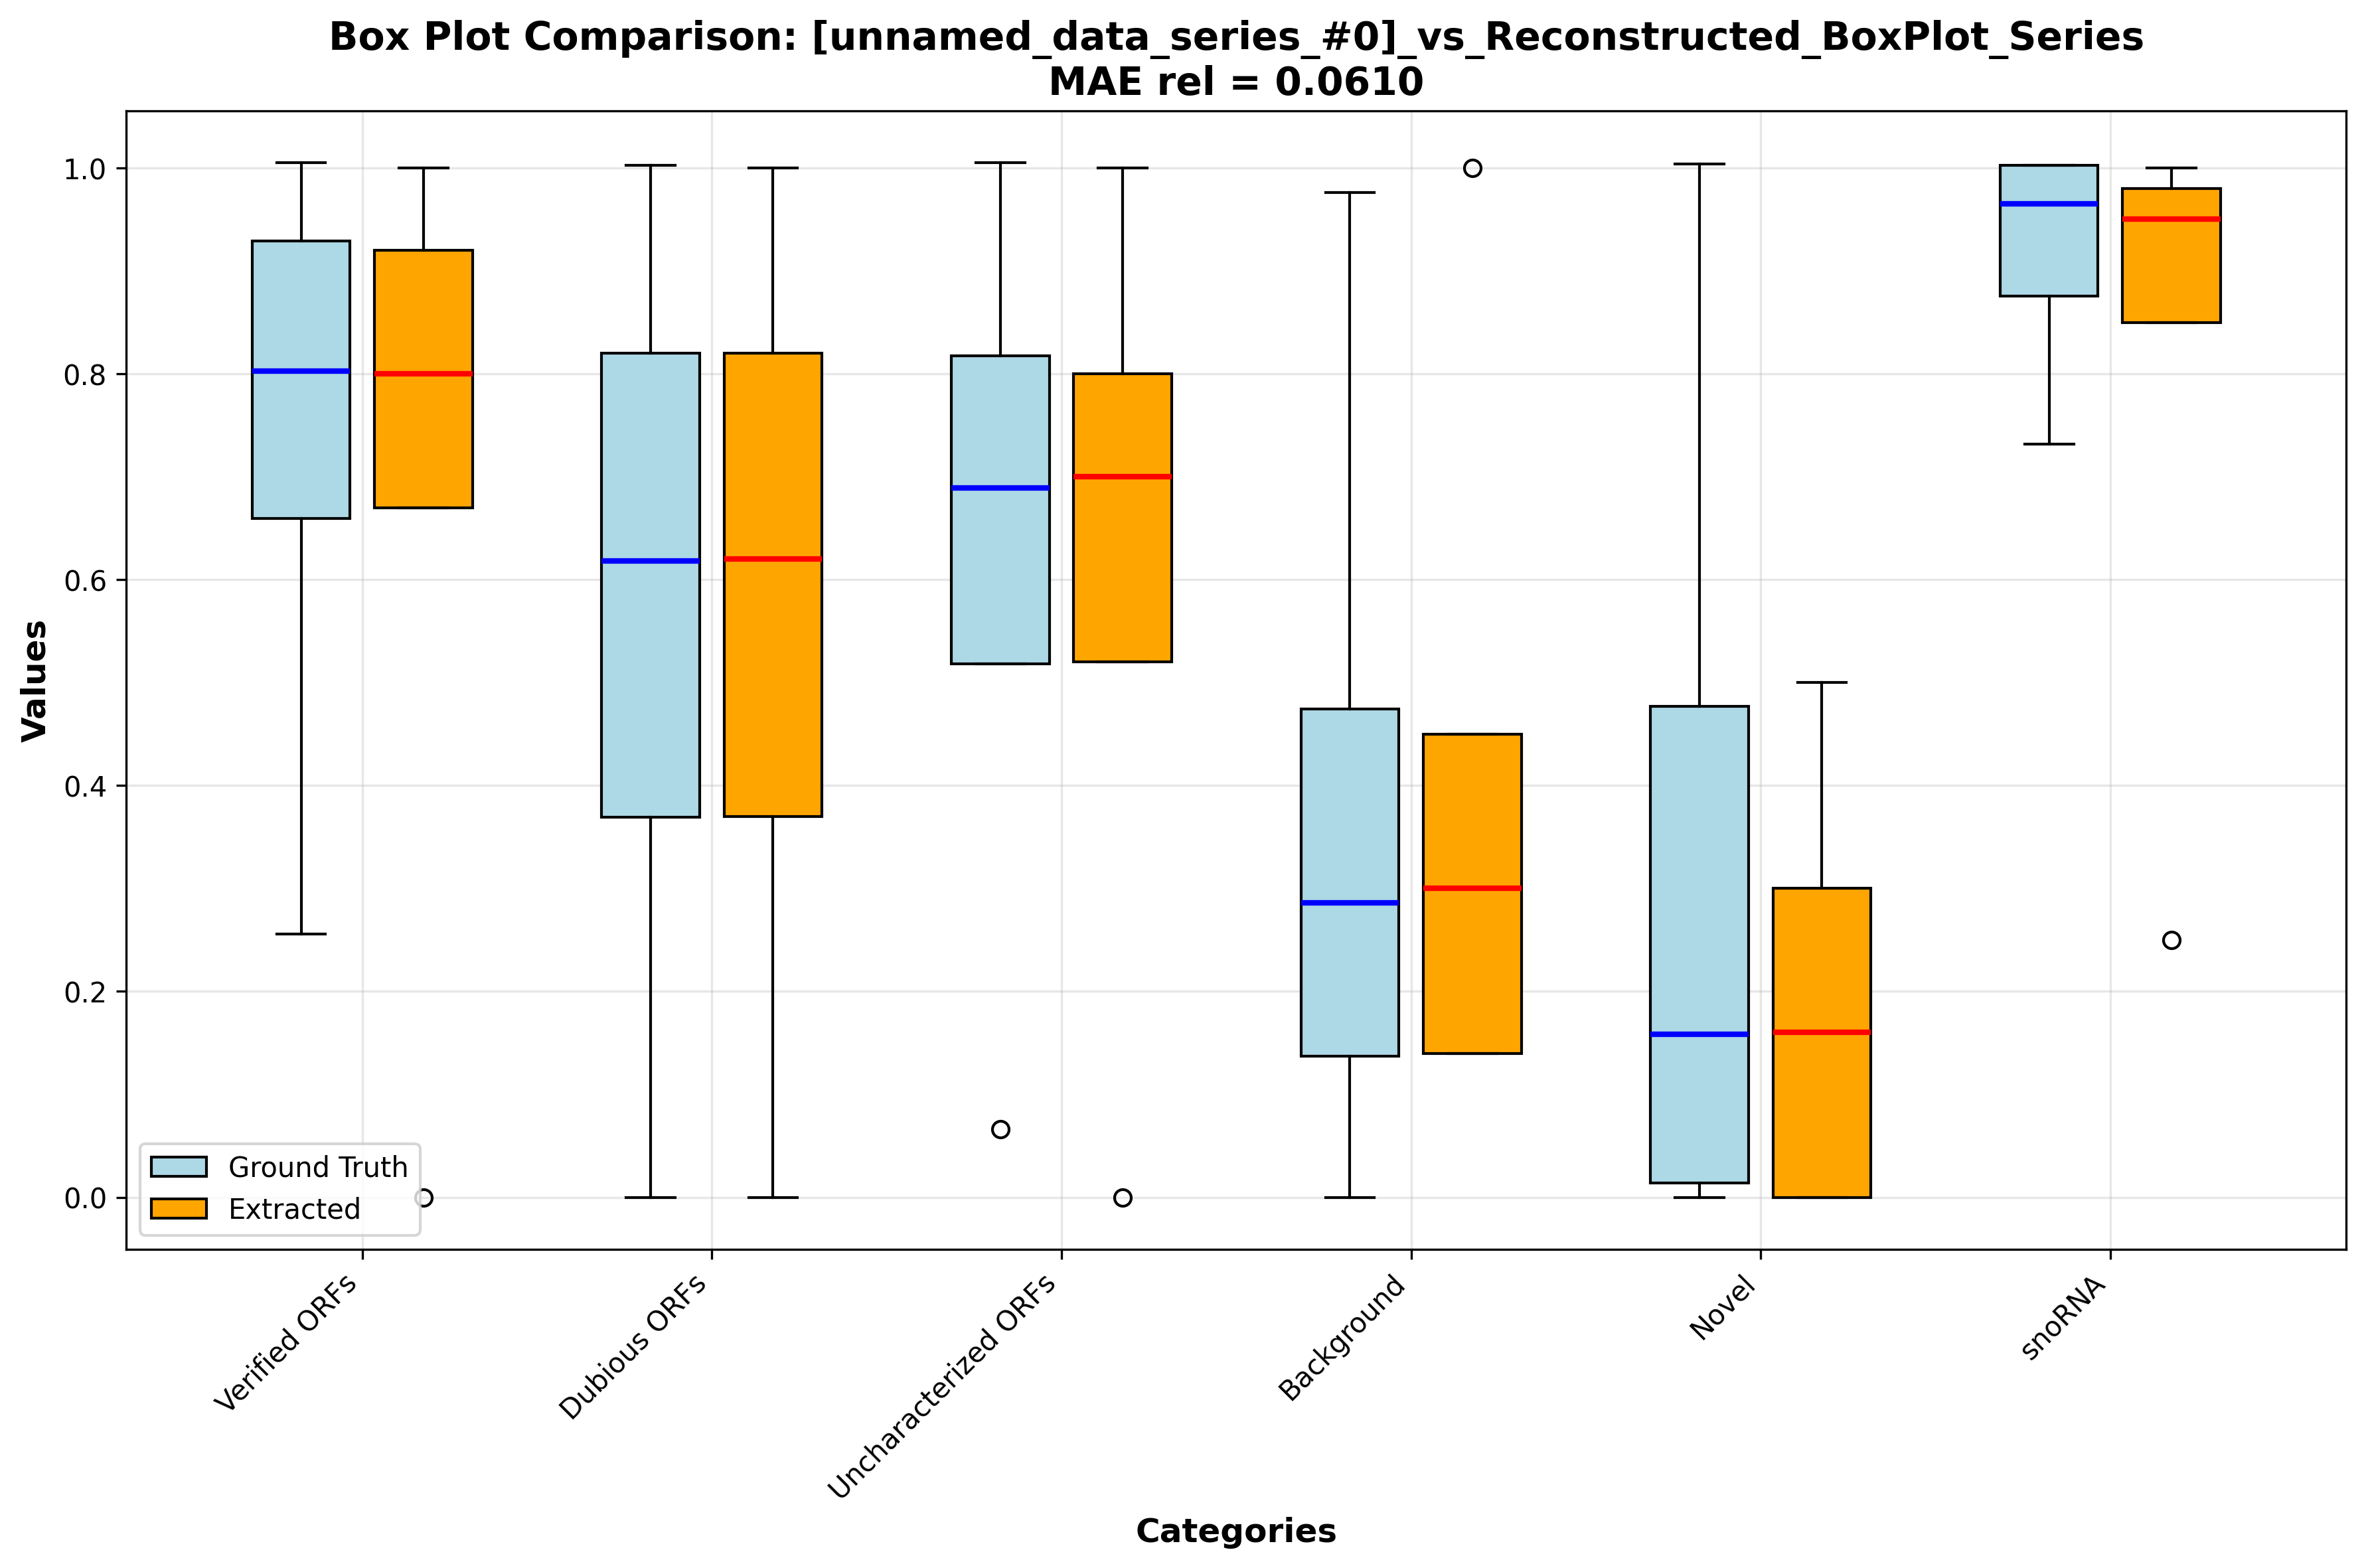 Box Plot Comparison: [unnamed_data_series_#0]_vs_Reconstructed_BoxPlot_Series
MAE rel = 0.0610
Values
1.0
0.8
0.6
0.4
0.2
0.0
Ground Truth
Extracted
Verified ORFs
Dubious ORFs
Uncharacterized ORFs
Background
Novel
snoRNA
Categories